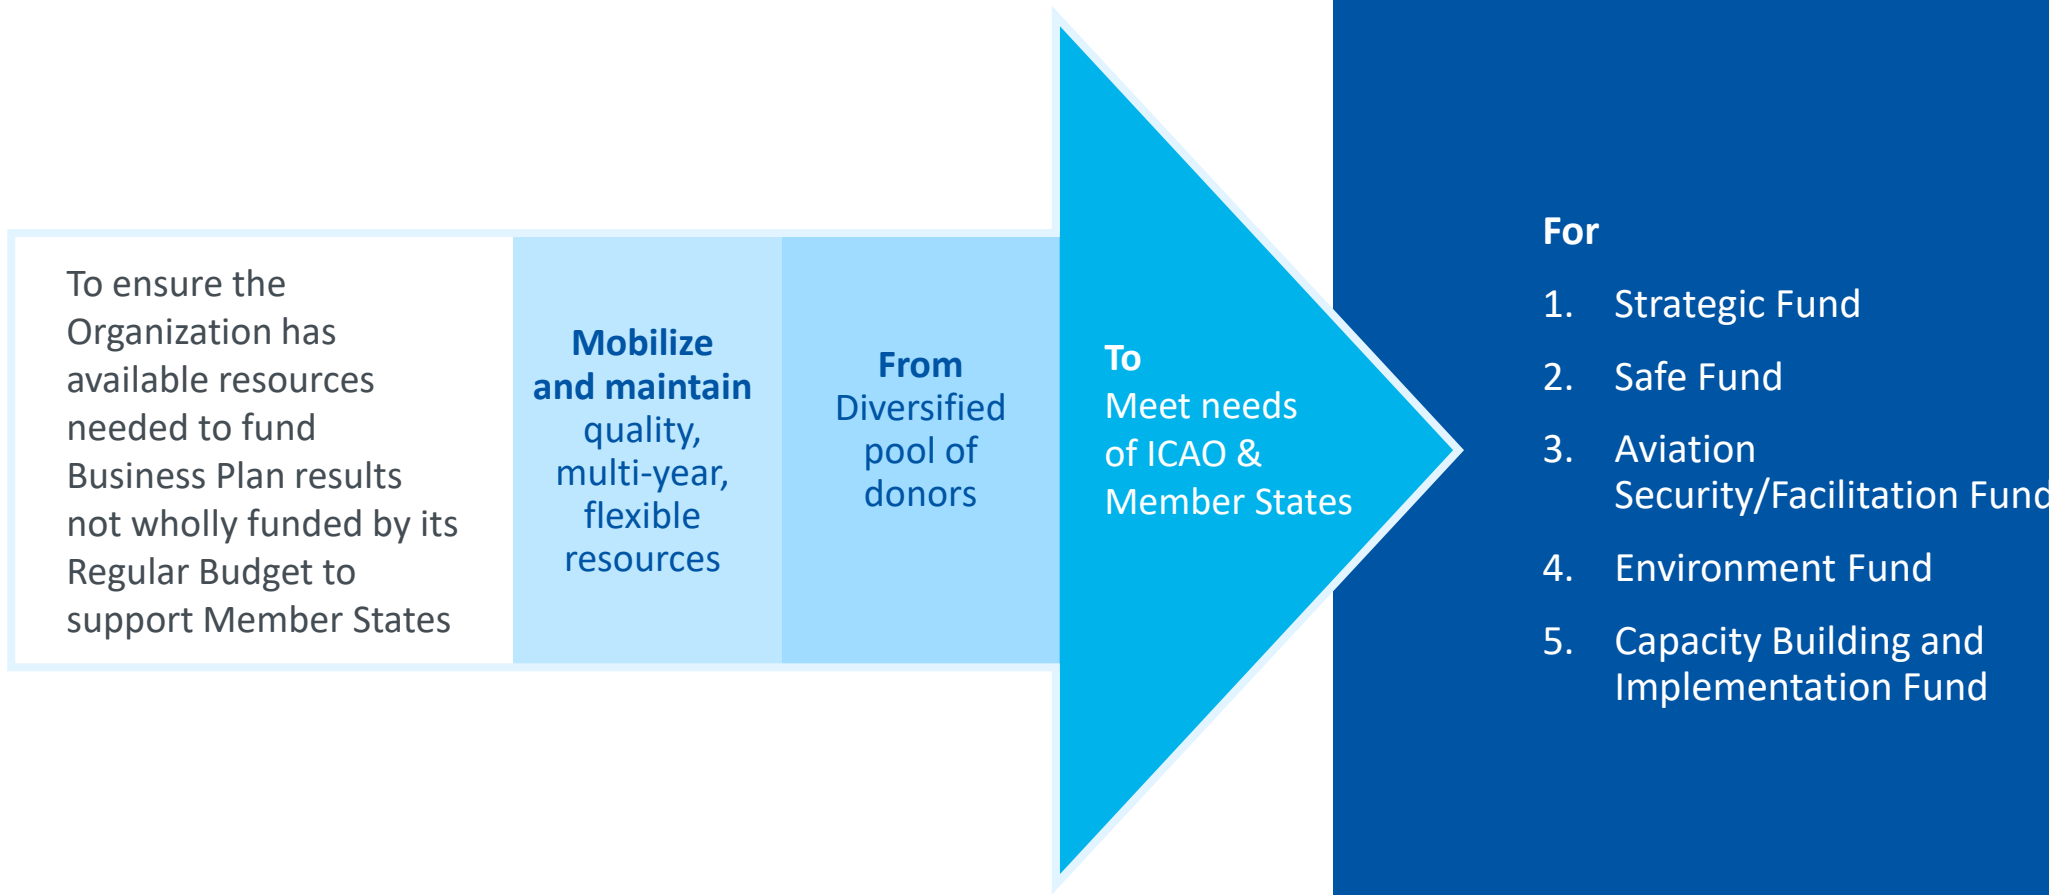 To ensure the
Organization has
available resources
needed to fund
Business Plan results
not wholly funded by its
Regular Budget to
support Member States
Mobilize
and maintain
quality,
multi-year,
flexible
resources
From
Diversified
pool of
donors
To
Meet needs
of ICAO &
Member States
For
1. Strategic Fund
2. Safe Fund
3. Aviation
Security/Facilitation Fund
4. Environment Fund
5. Capacity Building and
Implementation Fund